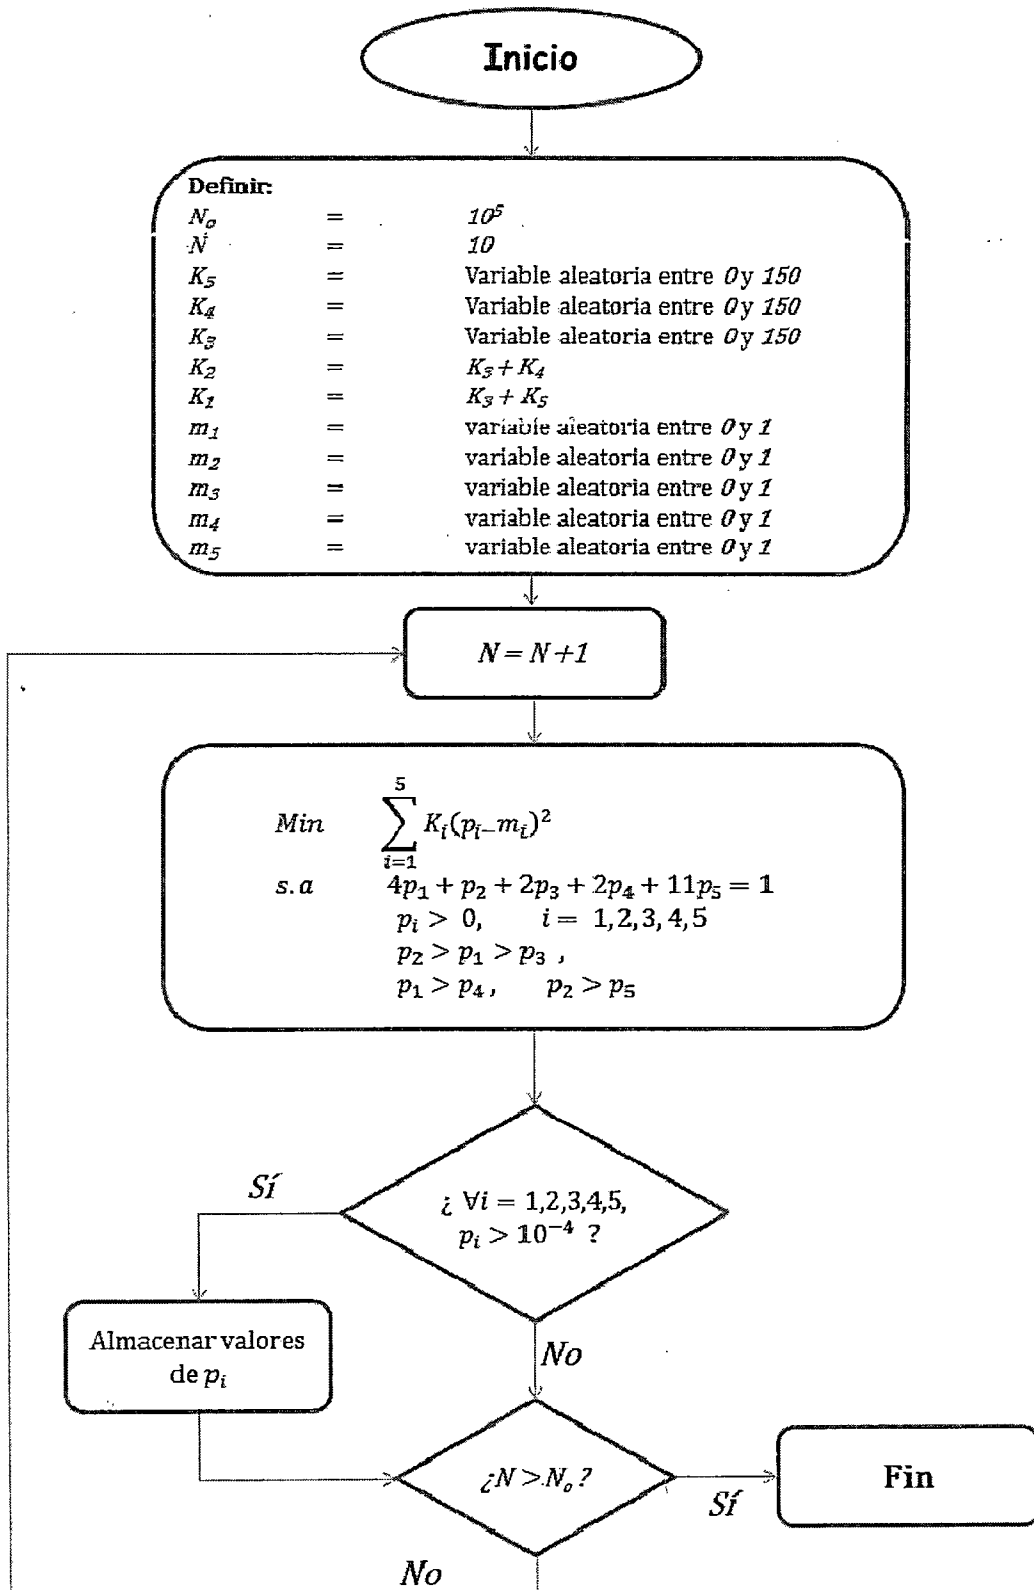 Inicio
Definir:
N_o = 10^5
N = 10
K_5 = Variable aleatoria entre 0 y 150
K_4 = Variable aleatoria entre 0 y 150
K_3 = Variable aleatoria entre 0 y 150
K_2 = K_3 + K_4
K_1 = K_3 + K_5
m_1 = variable aleatoria entre 0 y 1
m_2 = variable aleatoria entre 0 y 1
m_3 = variable aleatoria entre 0 y 1
m_4 = variable aleatoria entre 0 y 1
m_5 = variable aleatoria entre 0 y 1
N = N+1
Min \sum_{i=1}^{5} K_i(p_i-m_i)^2
s.a 4p_1 + p_2 + 2p_3 + 2p_4 + 11p_5 = 1
p_i > 0, i = 1,2,3,4,5
p_2 > p_1 > p_3 ,
p_1 > p_4 , p_2 > p_5
¿ ∀i = 1,2,3,4,5,
p_i > 10^{-4} ?
Sí
No
Almacenar valores
de p_i
¿N > N_o?
Sí
Fin
No